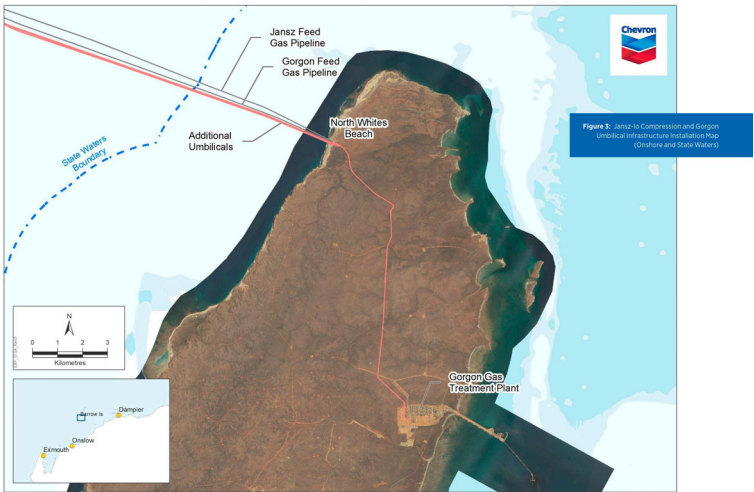 Jansz Feed
Gas Pipeline
Gorgon Feed
Gas Pipeline
Chevron
North Whites
Beach
Additional
Umbilicals
State Waters
Boundary
Figure 3: Jansz-Io Compression and Gorgon
Umbilical Infrastructure Installation Map
(Onshore and State Waters)
N
0 1 2 3
Kilometres
Gorgon Gas
Treatment Plant
Barrow Is
Dampier
Onslow
Exmouth